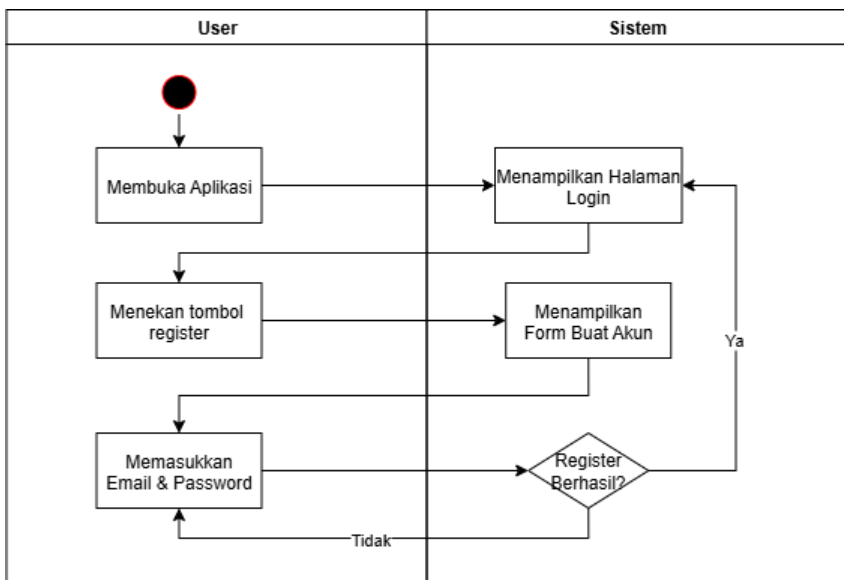 User
Sistem
Membuka Aplikasi
Menampilkan Halaman
Login
Menekan tombol
register
Menampilkan
Form Buat Akun
Ya
Memasukkan
Email & Password
Register
Berhasil?
Tidak